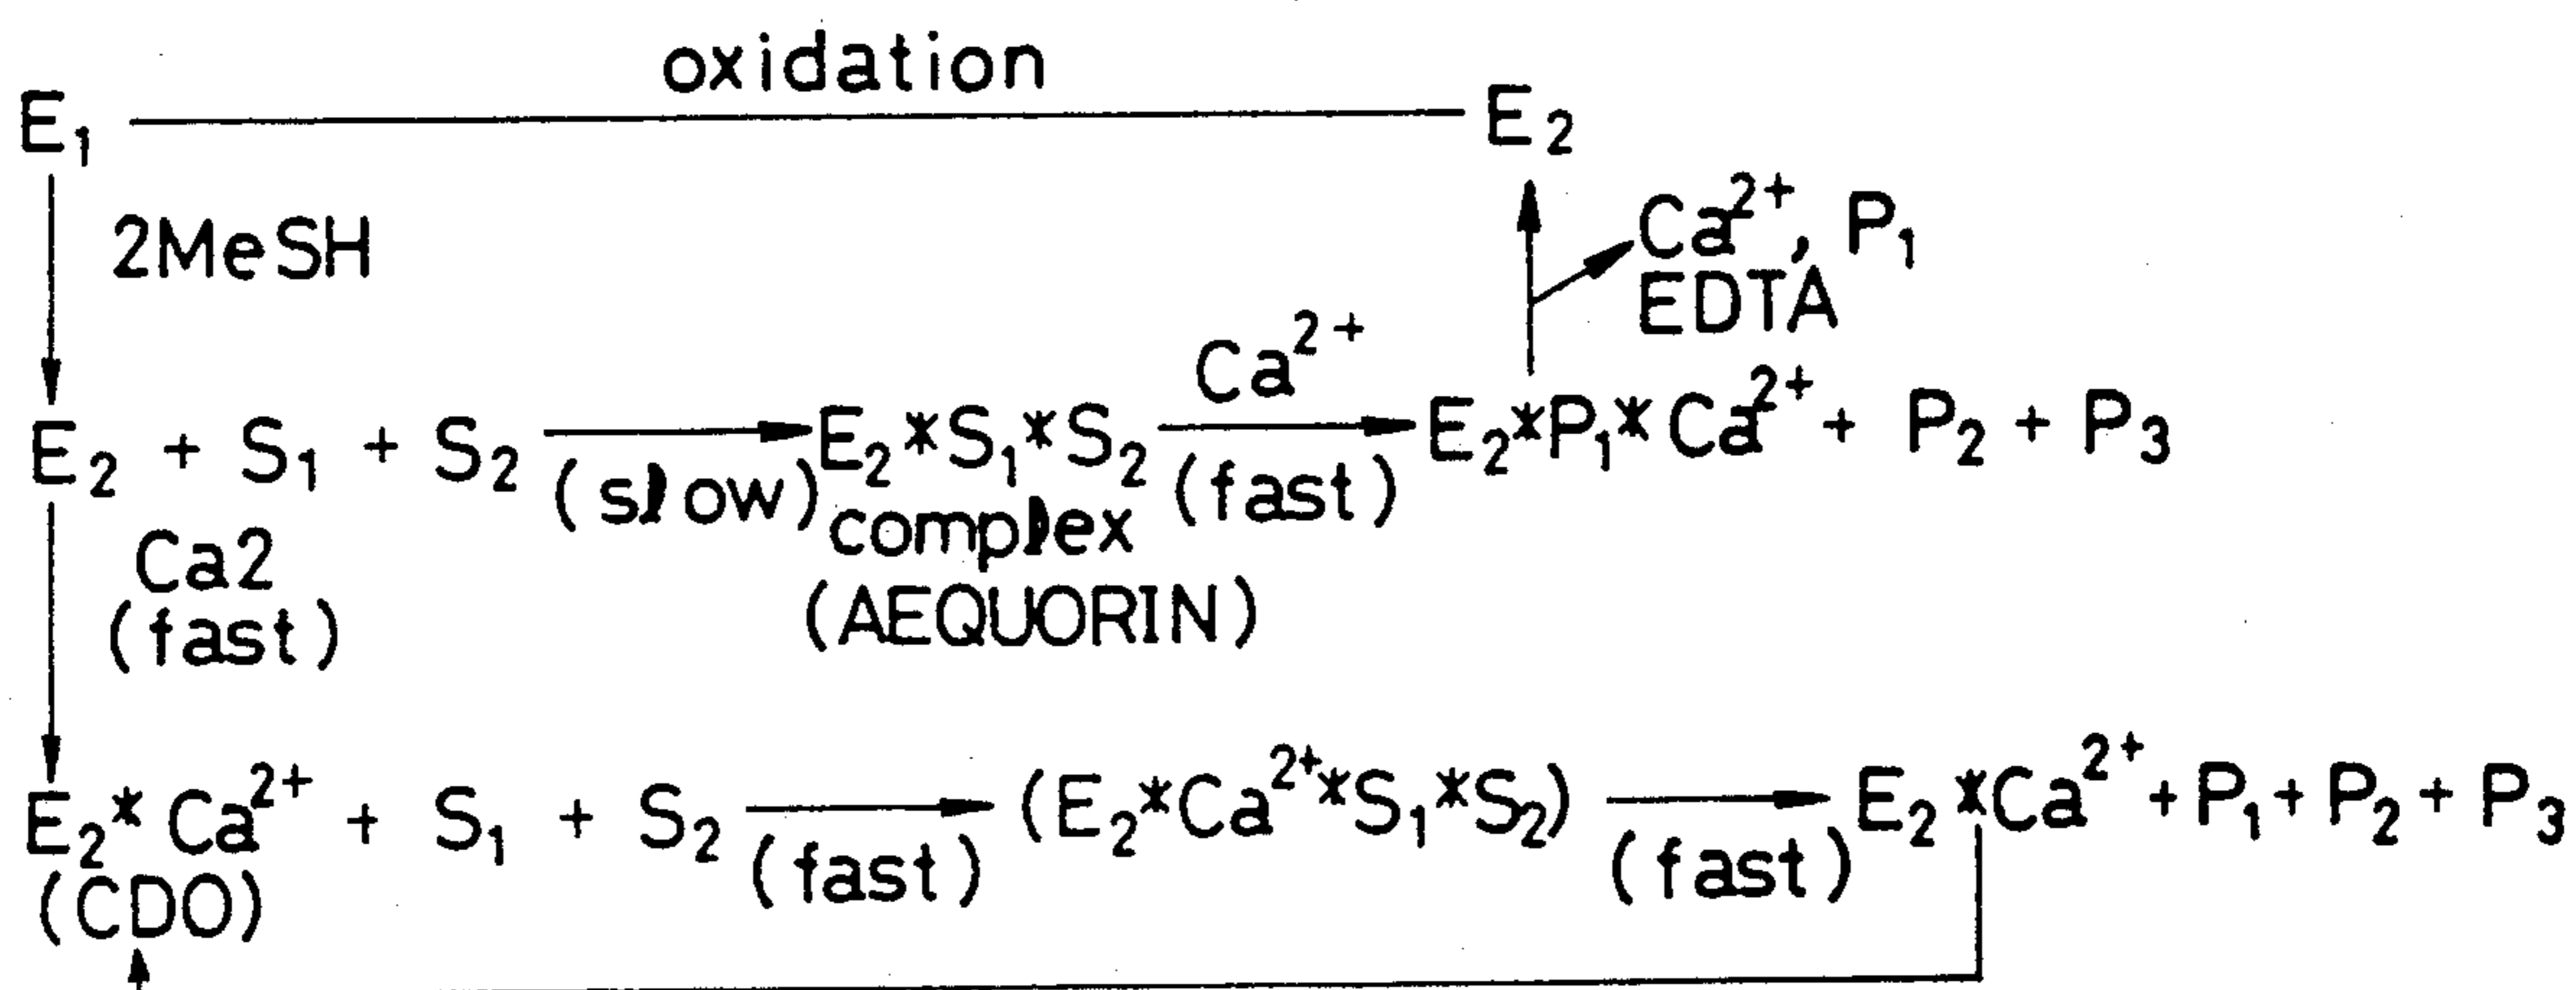 oxidation
E₁ E₂
2MeSH
Ca²⁺, P₁
EDTA
E₂ + S₁ + S₂ (slow) E₂*S₁*S₂ Ca²⁺ (fast) E₂*P₁*Ca²⁺ + P₂ + P₃
complex
(AEQUORIN)
Ca2
(fast)
E₂*Ca²⁺ + S₁ + S₂ (fast) (E₂*Ca²⁺*S₁*S₂) (fast) E₂*Ca²⁺ + P₁ + P₂ + P₃
(CDO)